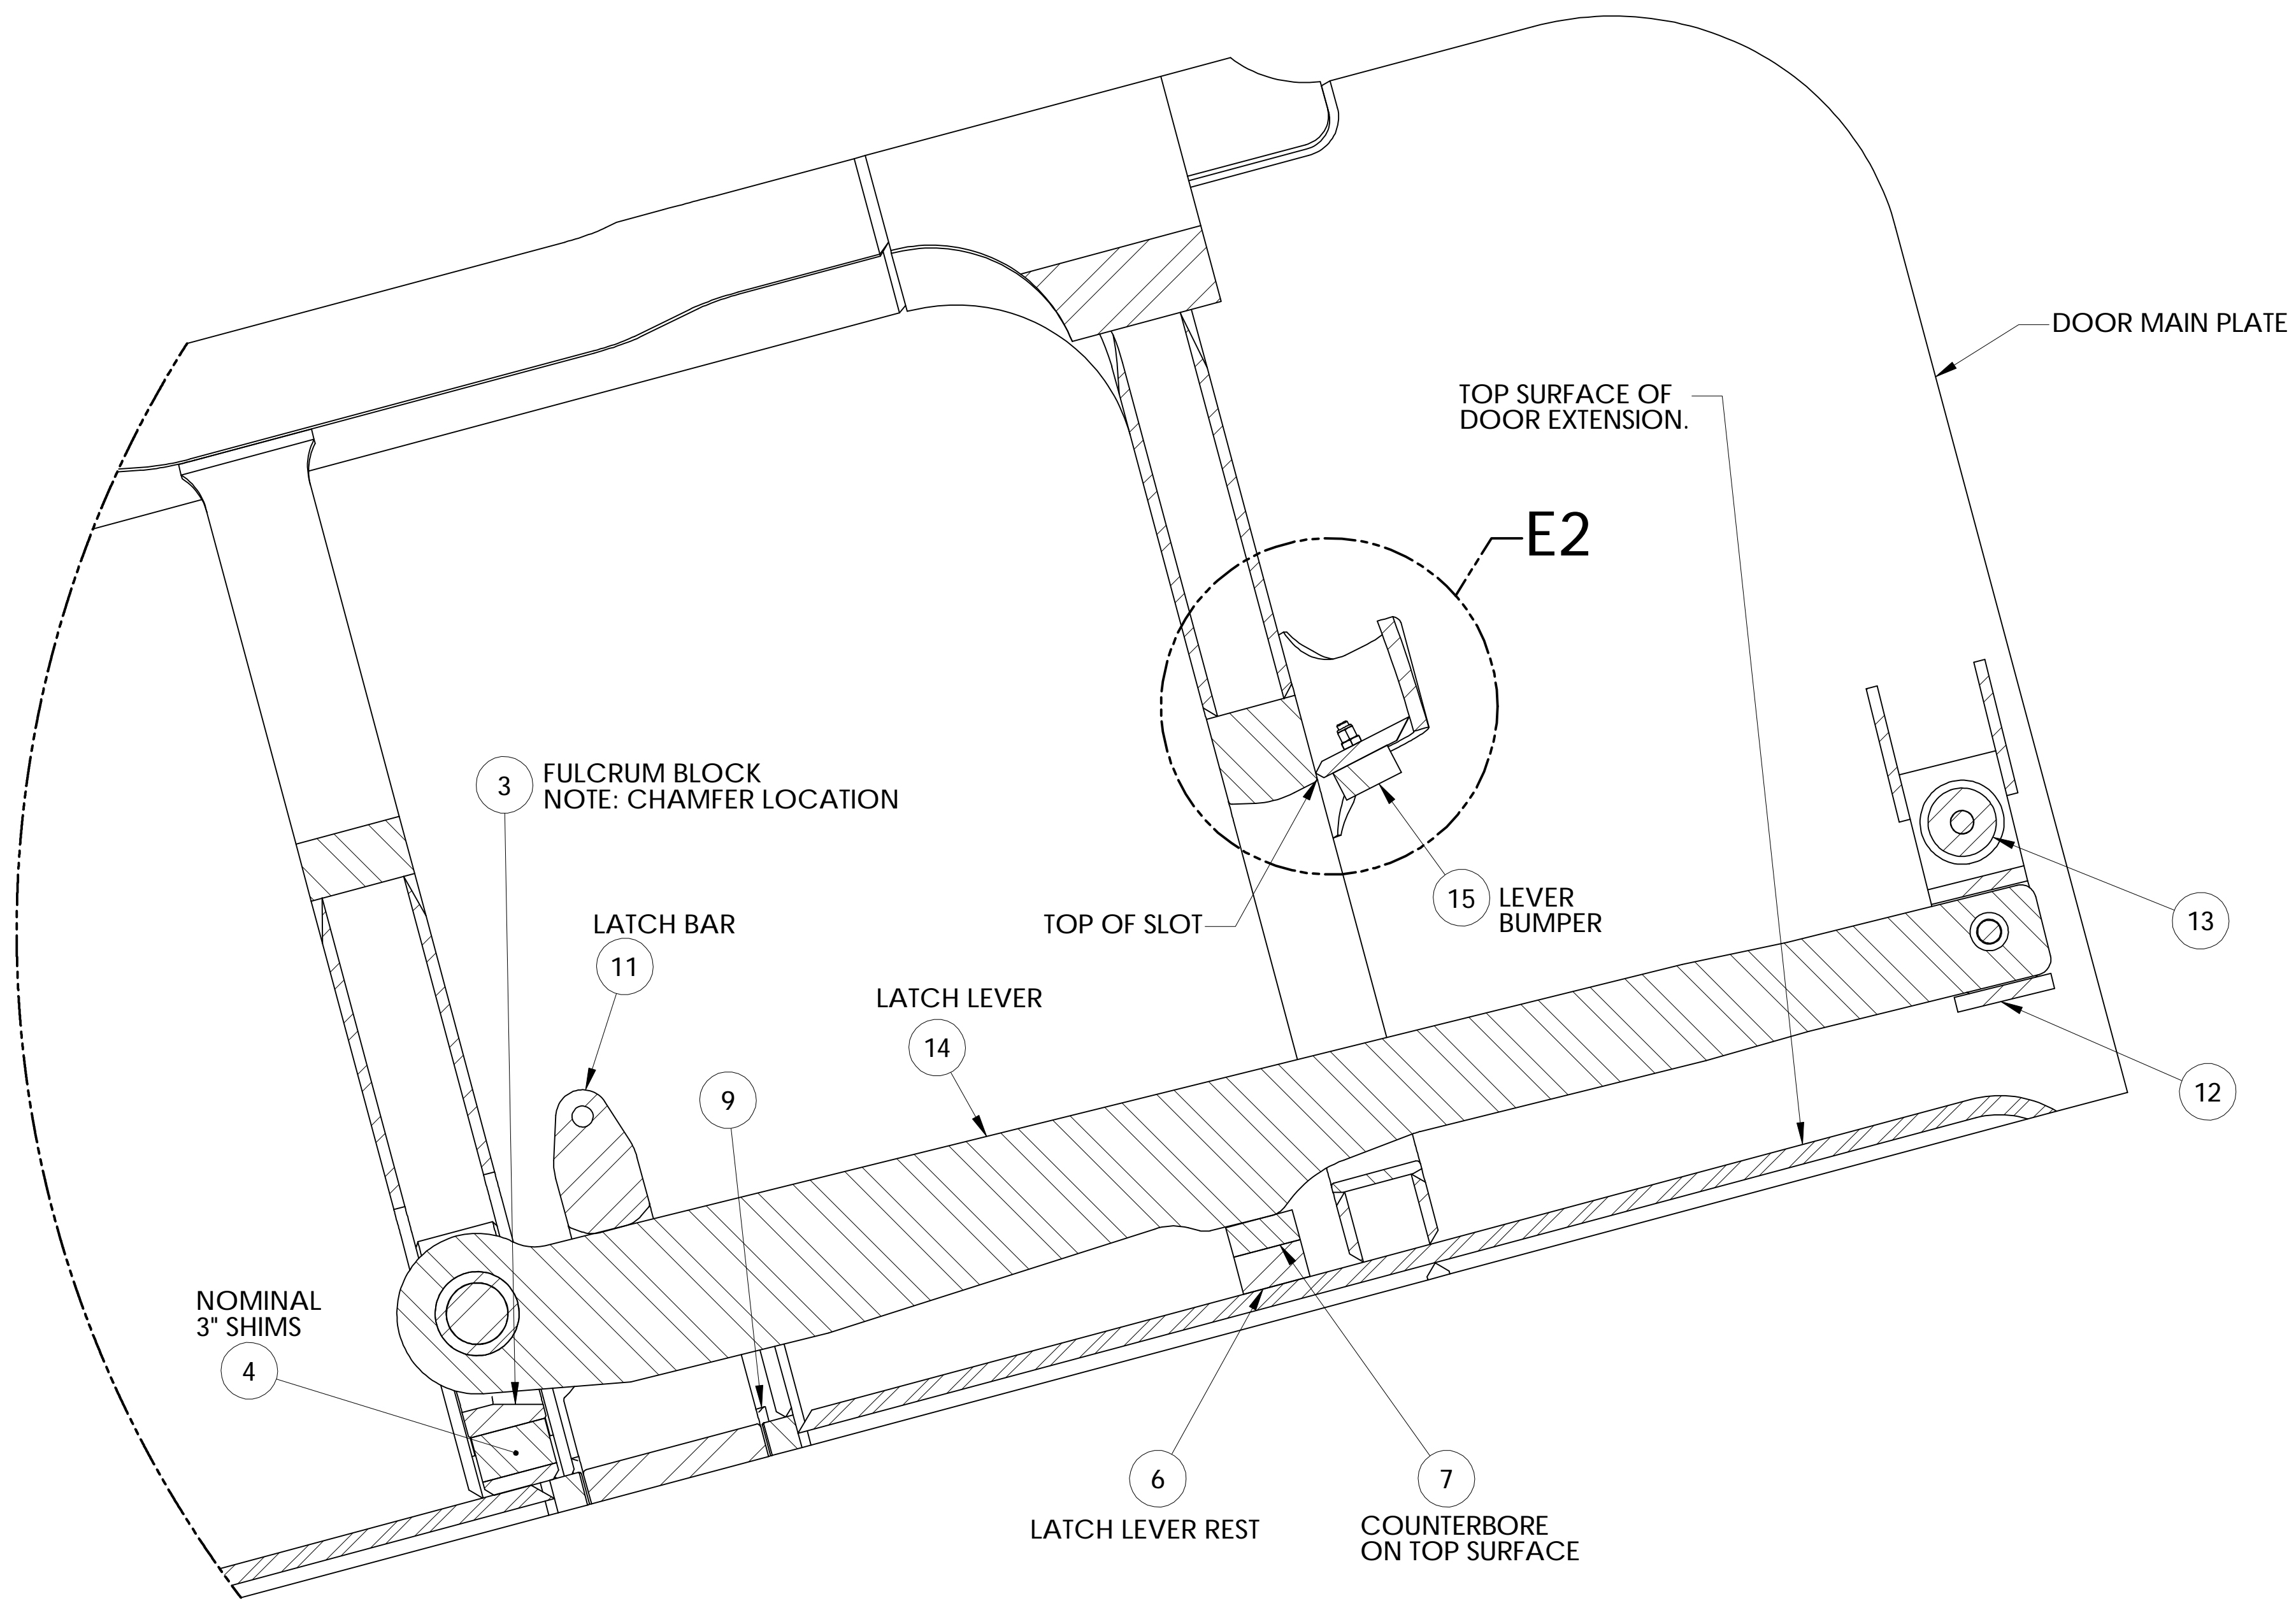 DOOR MAIN PLATE
TOP SURFACE OF
DOOR EXTENSION.
E2
3
FULCRUM BLOCK
NOTE: CHAMFER LOCATION
15
LEVER
BUMPER
13
LATCH BAR
11
TOP OF SLOT
LATCH LEVER
14
9
12
NOMINAL
3" SHIMS
4
6
LATCH LEVER REST
7
COUNTERBORE
ON TOP SURFACE